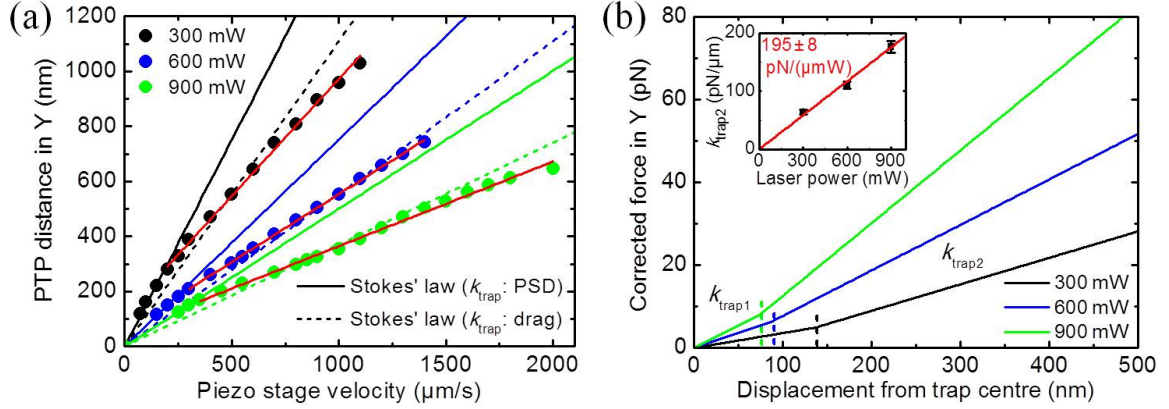 (a)
1200
1000
800
600
400
200
0
PTP distance in Y (nm)
300 mW
600 mW
900 mW
Stokes' law (ktrap: PSD)
Stokes' law (ktrap: drag)
0 500 1000 1500 2000
Piezo stage velocity (µm/s)
(b)
80
60
40
20
0
Corrected force in Y (pN)
200
100
0
ktrap2 (pN/µm)
195±8
pN/(µmW)
0 300 600 900
Laser power (mW)
ktrap1
ktrap2
300 mW
600 mW
900 mW
0 100 200 300 400 500
Displacement from trap centre (nm)